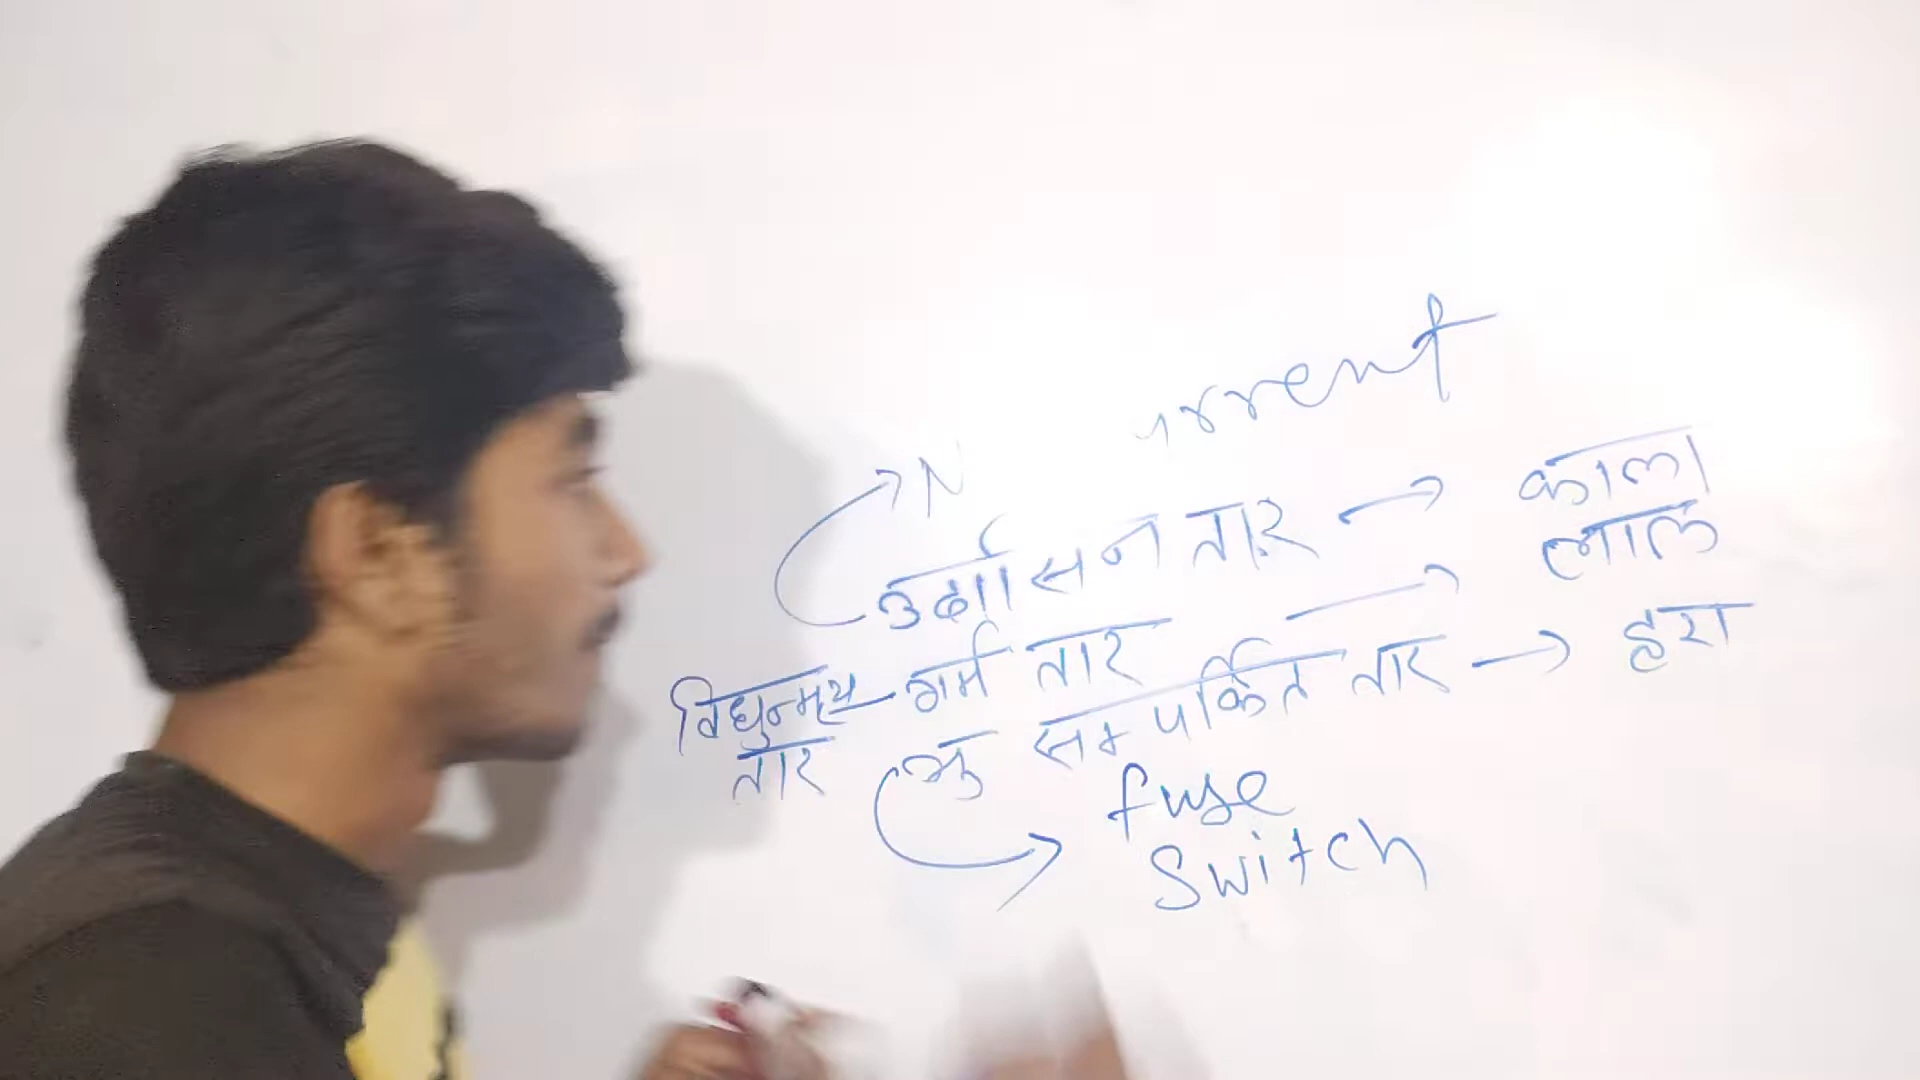 urrent
N
उदासिन तार → काला
लाल
विधुन्मय गर्म तार →
तार
भु सम्पर्कित तार → हरा
fuse
Switch